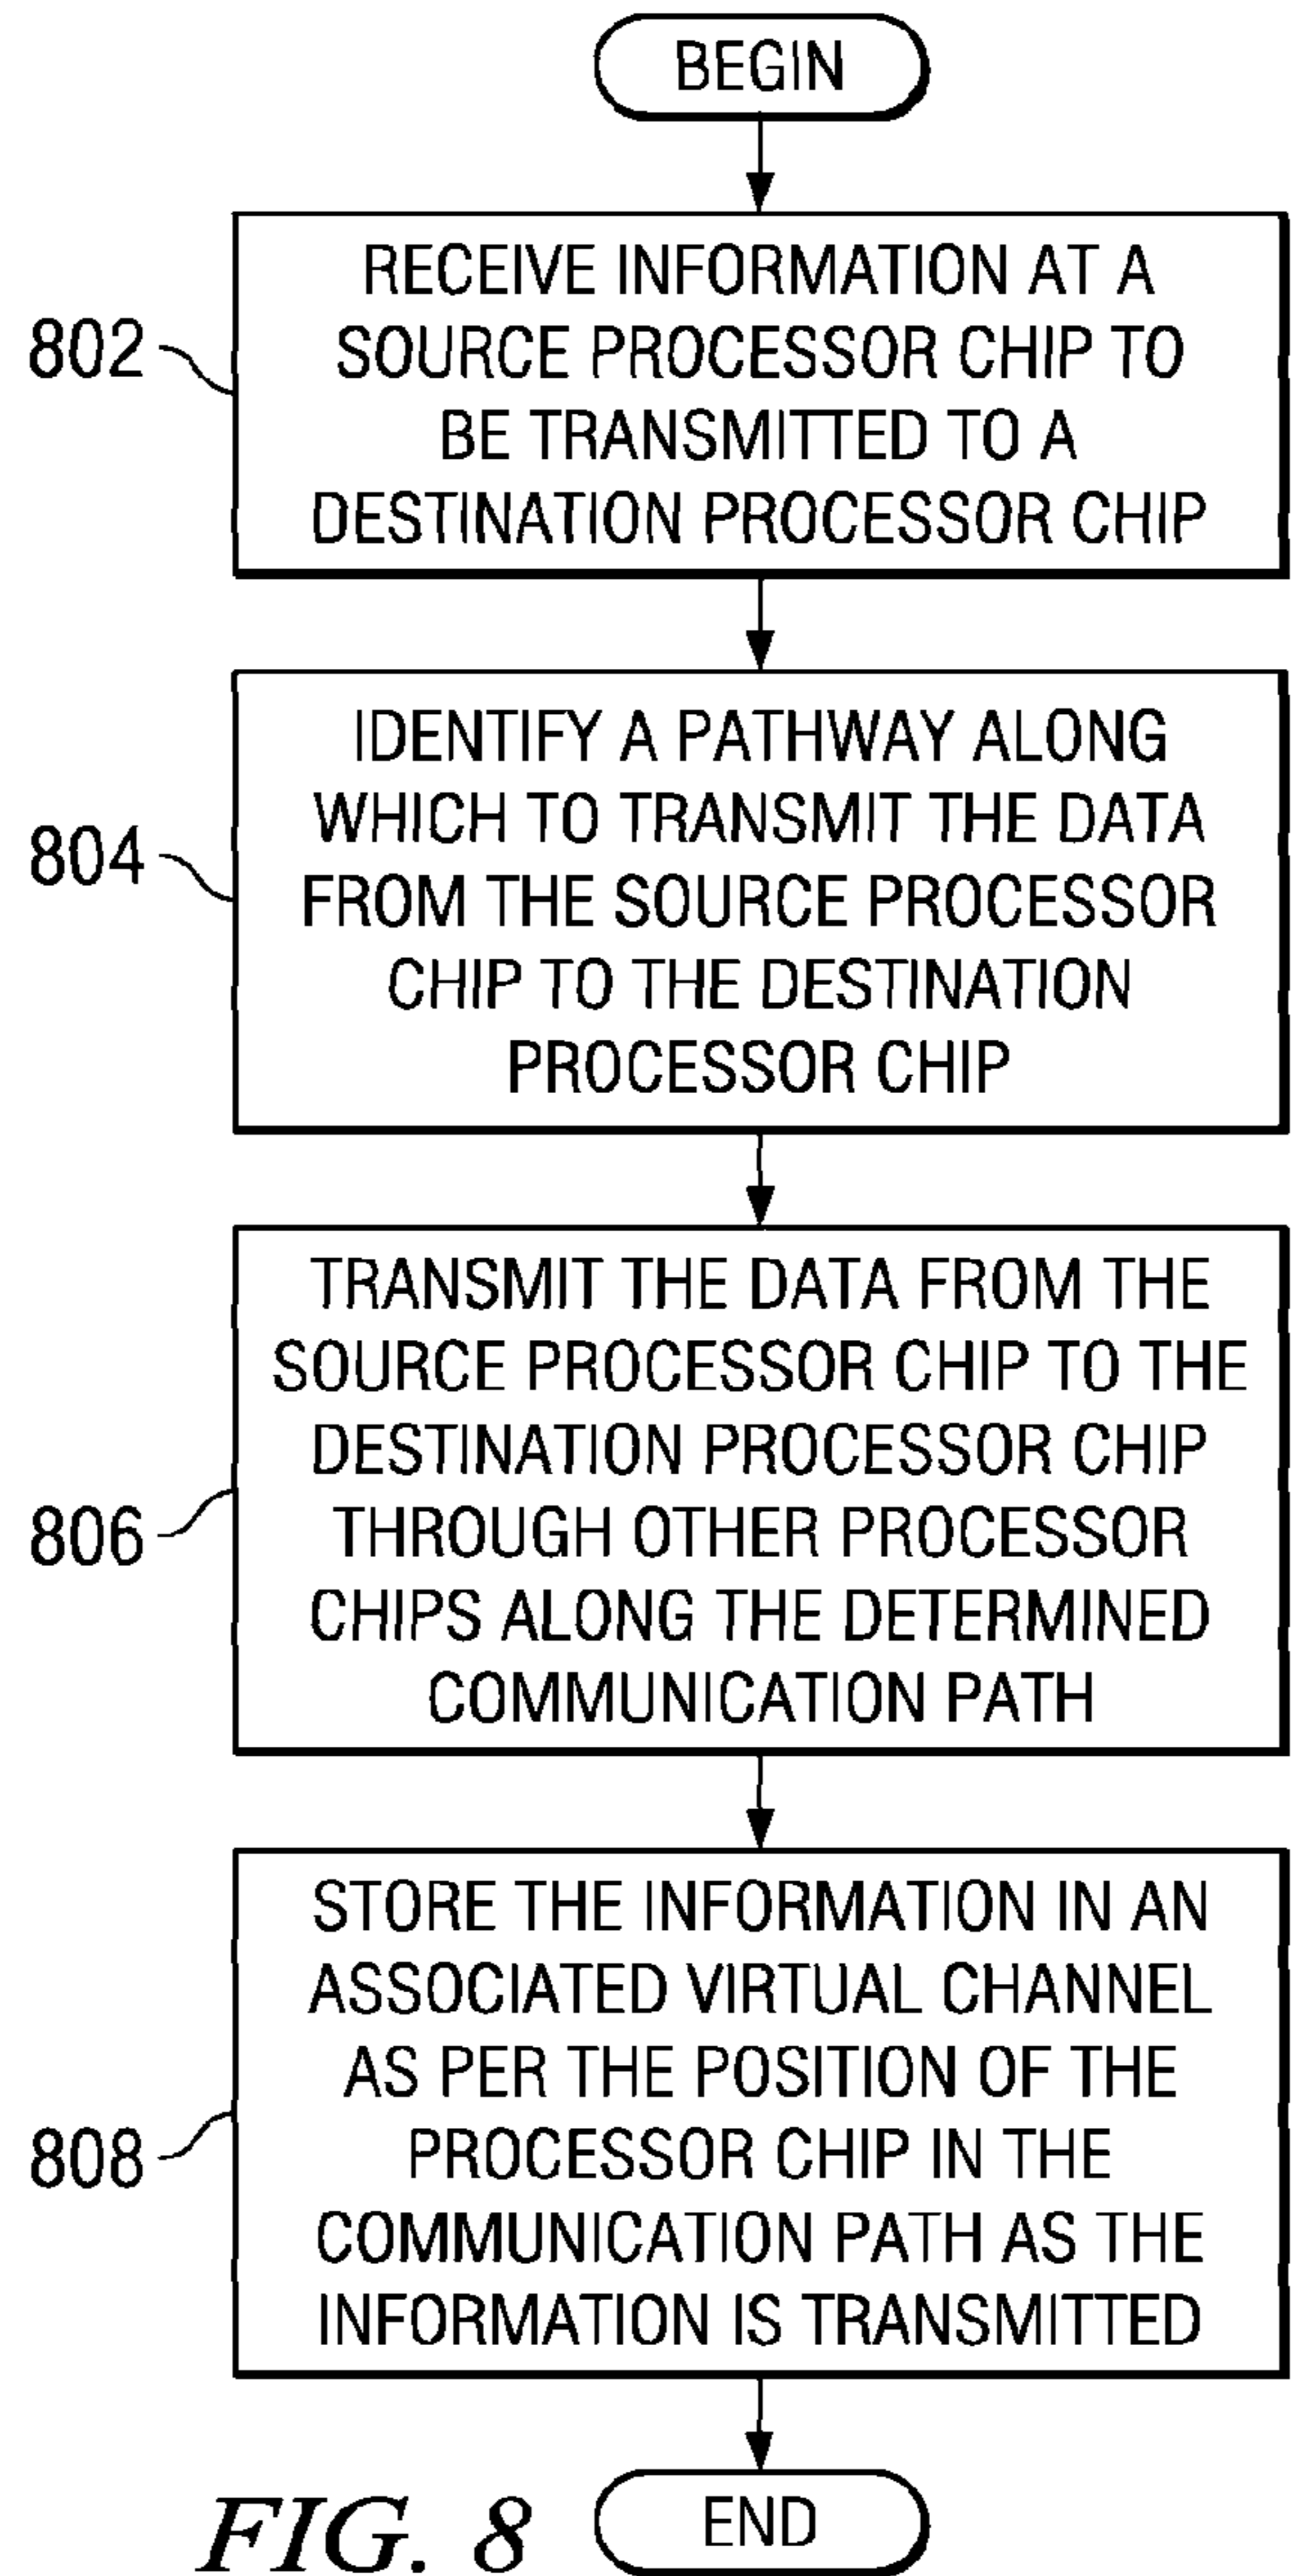 BEGIN
RECEIVE INFORMATION AT A
SOURCE PROCESSOR CHIP TO
BE TRANSMITTED TO A
DESTINATION PROCESSOR CHIP
802
IDENTIFY A PATHWAY ALONG
WHICH TO TRANSMIT THE DATA
FROM THE SOURCE PROCESSOR
CHIP TO THE DESTINATION
PROCESSOR CHIP
804
TRANSMIT THE DATA FROM THE
SOURCE PROCESSOR CHIP TO THE
DESTINATION PROCESSOR CHIP
THROUGH OTHER PROCESSOR
CHIPS ALONG THE DETERMINED
COMMUNICATION PATH
806
STORE THE INFORMATION IN AN
ASSOCIATED VIRTUAL CHANNEL
AS PER THE POSITION OF THE
PROCESSOR CHIP IN THE
COMMUNICATION PATH AS THE
INFORMATION IS TRANSMITTED
808
END
FIG. 8